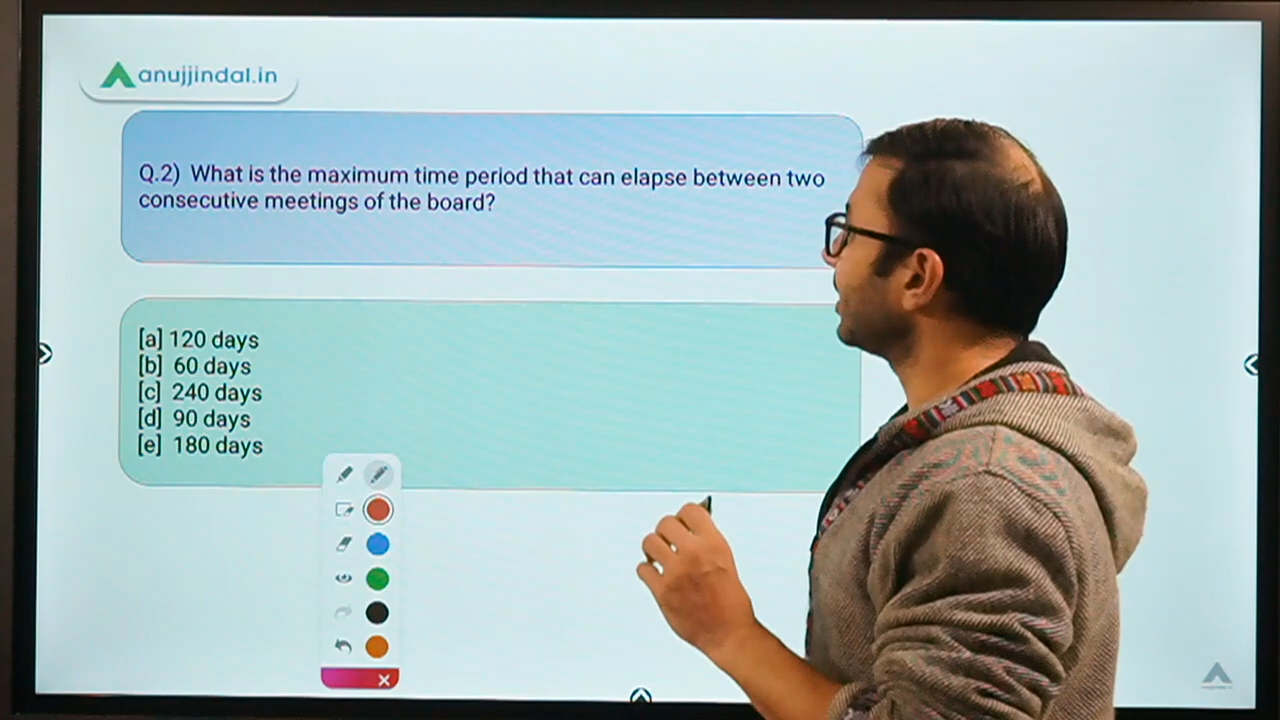 anujjindal.in
Q.2) What is the maximum time period that can elapse between two
consecutive meetings of the board?
[a] 120 days
[b] 60 days
[c] 240 days
[d] 90 days
[e] 180 days